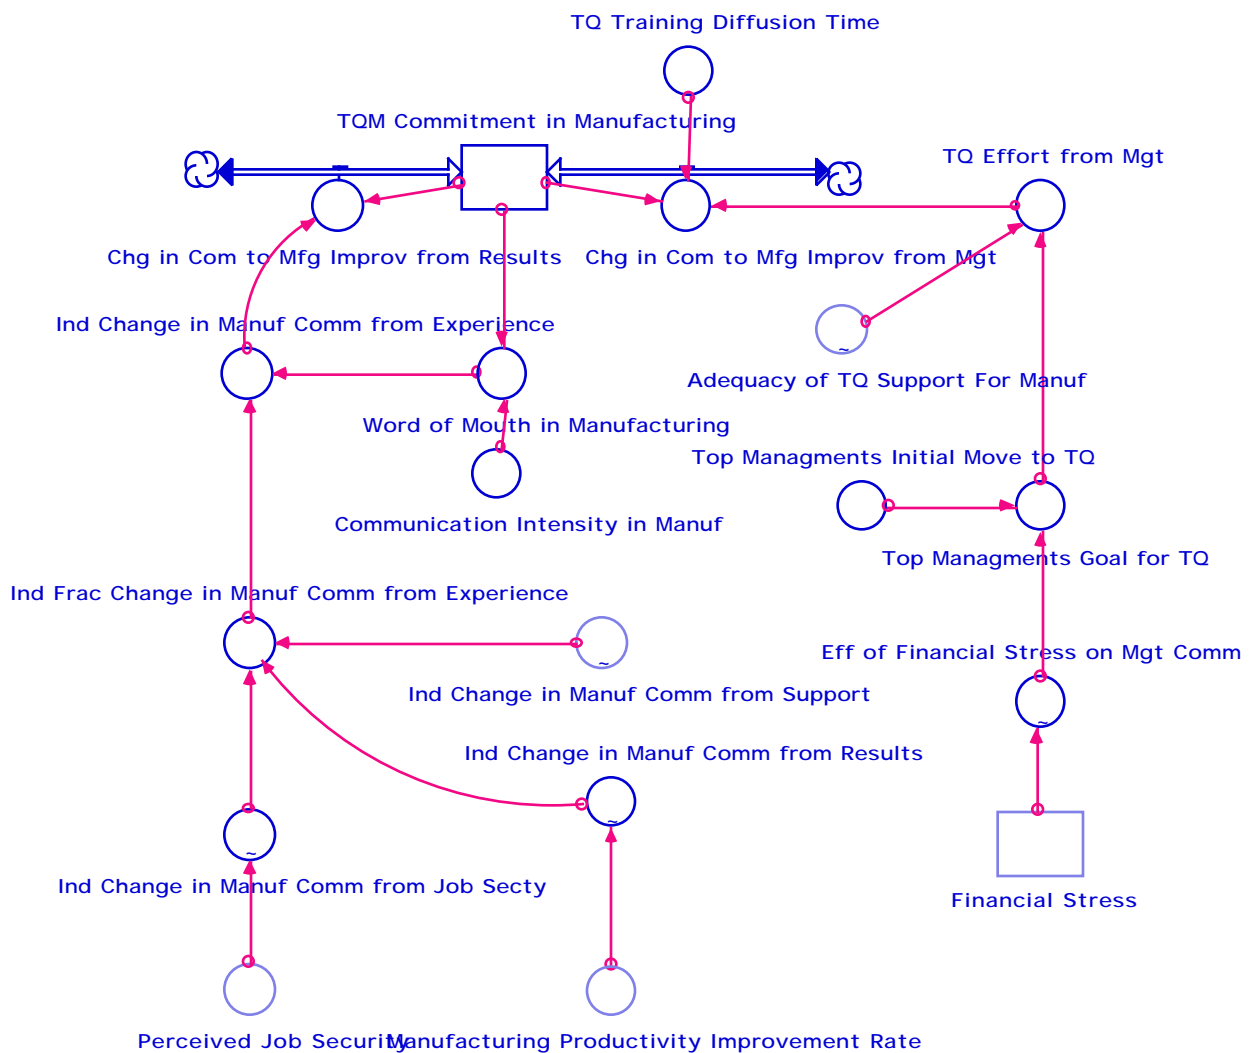 TQ Training Diffusion Time
TQM Commitment in Manufacturing
TQ Effort from Mgt
Chg in Com to Mfg Improv from Results
Chg in Com to Mfg Improv from Mgt
Ind Change in Manuf Comm from Experience
Adequacy of TQ Support For Manuf
Word of Mouth in Manufacturing
Top Managments Initial Move to TQ
Communication Intensity in Manuf
Top Managments Goal for TQ
Ind Frac Change in Manuf Comm from Experience
Eff of Financial Stress on Mgt Comm
Ind Change in Manuf Comm from Support
Ind Change in Manuf Comm from Results
Ind Change in Manuf Comm from Job Secty
Financial Stress
Perceived Job Security
Manufacturing Productivity Improvement Rate